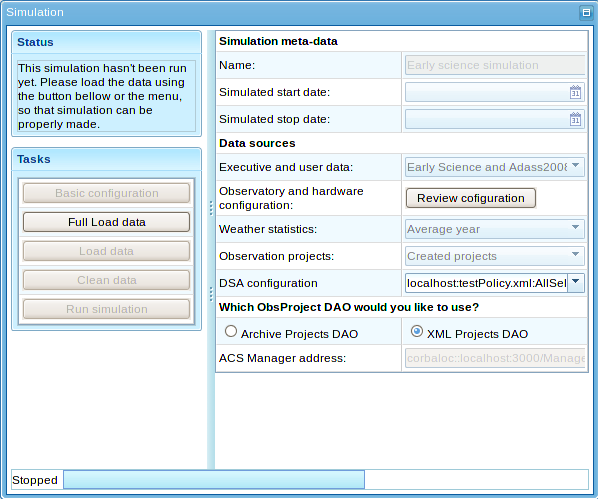 Simulation
Status
This simulation hasn't been run
yet. Please load the data using
the button bellow or the menu,
so that simulation can be
properly made.
Tasks
Basic configuration
Full Load data
Load data
Clean data
Run simulation
Simulation meta-data
Name: Early science simulation
Simulated start date: 31
Simulated stop date: 31
Data sources
Executive and user data: Early Science and Adass2008
Observatory and hardware
configuration: Review cofiguration
Weather statistics: Average year
Observation projects: Created projects
DSA configuration localhost:testPolicy.xml:AllSel
Which ObsProject DAO would you like to use?
Archive Projects DAO XML Projects DAO
ACS Manager address: corbaloc::localhost:3000/Manage
Stopped